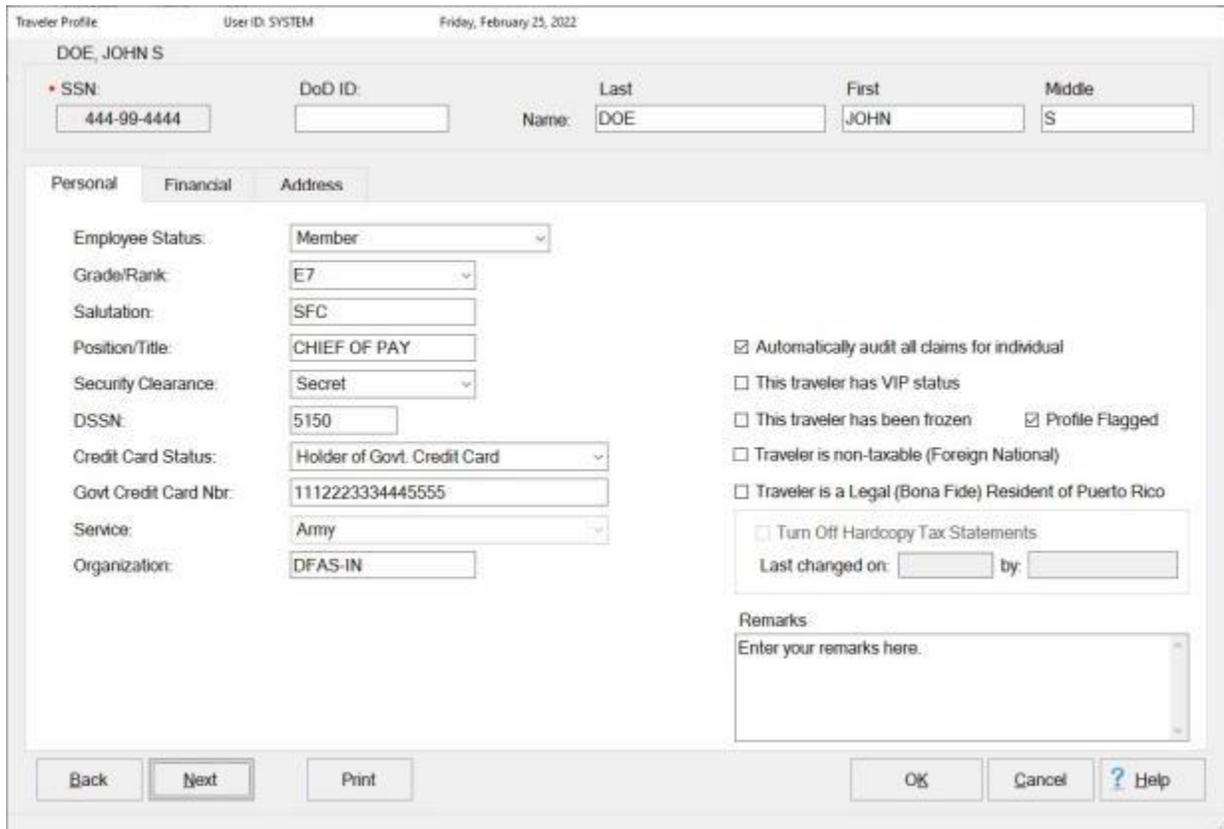 Traveler Profile User ID: SYSTEM Friday, February 25, 2022
DOE, JOHN S
• SSN: DoD ID: Last First Middle
444-99-4444 Name: DOE JOHN S
Personal Financial Address
Employee Status: Member
Grade/Rank: E7
Salutation: SFC
Position/Title: CHIEF OF PAY
Security Clearance: Secret
DSSN: 5150
Credit Card Status: Holder of Govt. Credit Card
Govt Credit Card Nbr: 1112223334445555
Service: Army
Organization: DFAS-IN
Automatically audit all claims for individual
This traveler has VIP status
This traveler has been frozen Profile Flagged
Traveler is non-taxable (Foreign National)
Traveler is a Legal (Bona Fide) Resident of Puerto Rico
Turn Off Hardcopy Tax Statements
Last changed on: by:
Remarks
Enter your remarks here.
Back Next Print OK Cancel ? Help